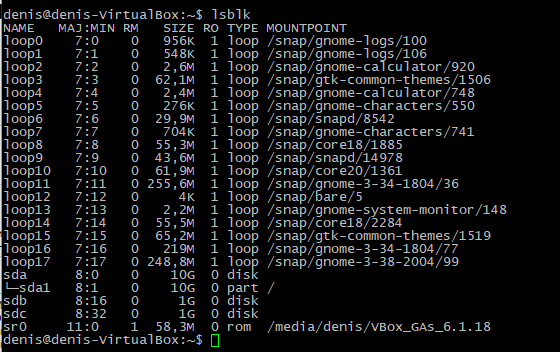 denis@denis-VirtualBox:~$ lsblk
NAME   MAJ:MIN RM   SIZE RO TYPE MOUNTPOINT
loop0    7:0    0   956K  1 loop /snap/gnome-logs/100
loop1    7:1    0   548K  1 loop /snap/gnome-logs/106
loop2    7:2    0   2,6M  1 loop /snap/gnome-calculator/920
loop3    7:3    0  62,1M  1 loop /snap/gtk-common-themes/1506
loop4    7:4    0   2,4M  1 loop /snap/gnome-calculator/748
loop5    7:5    0   276K  1 loop /snap/gnome-characters/550
loop6    7:6    0  29,9M  1 loop /snap/snapd/8542
loop7    7:7    0   704K  1 loop /snap/gnome-characters/741
loop8    7:8    0  55,3M  1 loop /snap/core18/1885
loop9    7:9    0  43,6M  1 loop /snap/snapd/14978
loop10   7:10   0  61,9M  1 loop /snap/core20/1361
loop11   7:11   0 255,6M  1 loop /snap/gnome-3-34-1804/36
loop12   7:12   0     4K  1 loop /snap/bare/5
loop13   7:13   0   2,2M  1 loop /snap/gnome-system-monitor/148
loop14   7:14   0  55,5M  1 loop /snap/core18/2284
loop15   7:15   0  65,2M  1 loop /snap/gtk-common-themes/1519
loop16   7:16   0   219M  1 loop /snap/gnome-3-34-1804/77
loop17   7:17   0 248,8M  1 loop /snap/gnome-3-38-2004/99
sda      8:0    0    10G  0 disk
└─sda1   8:1    0    10G  0 part /
sdb      8:16   0     1G  0 disk
sdc      8:32   0     1G  0 disk
sr0     11:0    1  58,3M  0 rom  /media/denis/VBox_GAs_6.1.18
denis@denis-VirtualBox:~$